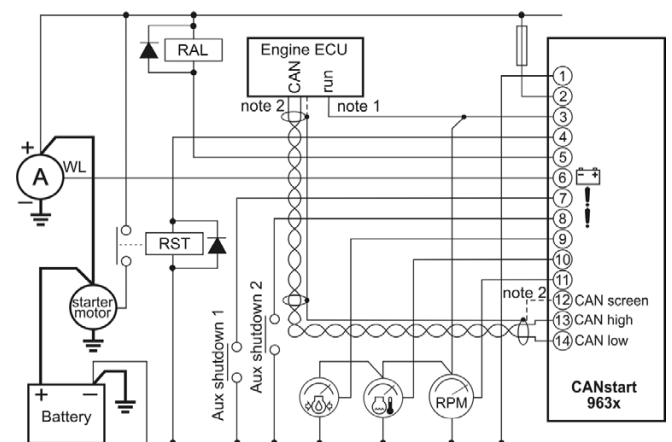 RAL
Engine ECU
CAN
run
note 2
note 1
1
2
3
4
5
6
7
8
9
10
11
12 CAN screen
13 CAN high
14 CAN low
note 2
CANstart
963x
+
A
WL
−
− +
!
!
RST
starter
motor
Aux shutdown 1
Aux shutdown 2
+ −
Battery
RPM